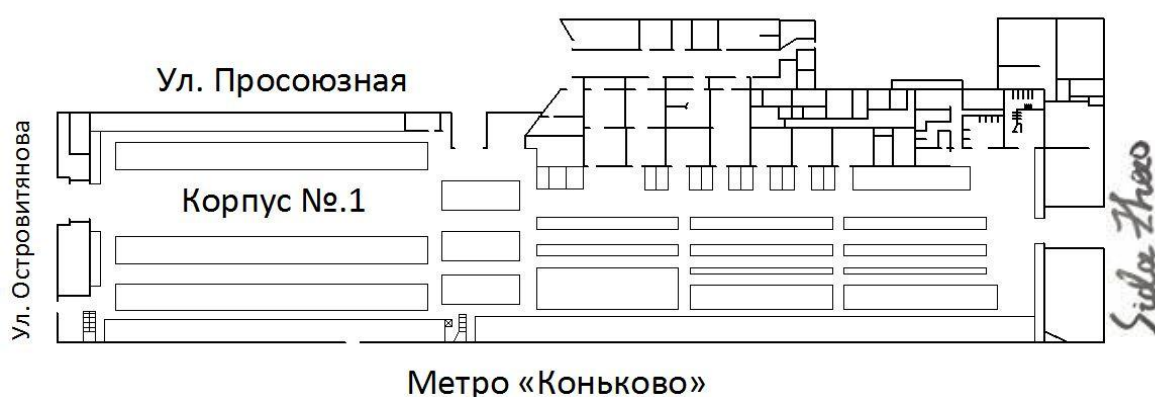 Ул. Просоюзная
Ул. Островитянова
Корпус №.1
Метро «Коньково»